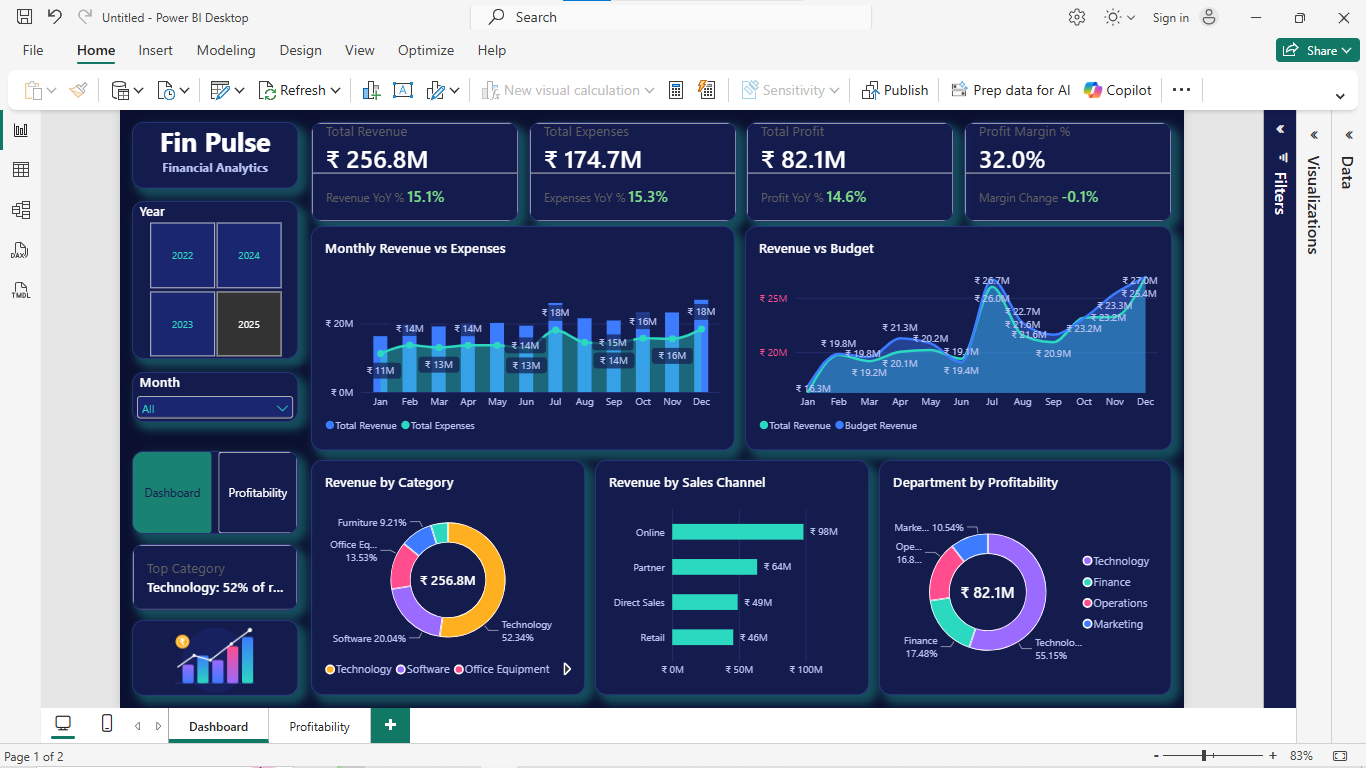 Untitled - Power BI Desktop
Search
Sign in
File Home Insert Modeling Design View Optimize Help
Share
Refresh
New visual calculation
Sensitivity
Publish
Prep data for AI
Copilot
Fin Pulse
Financial Analytics
Total Revenue
₹ 256.8M
Revenue YoY % 15.1%
Total Expenses
₹ 174.7M
Expenses YoY % 15.3%
Total Profit
₹ 82.1M
Profit YoY % 14.6%
Profit Margin %
32.0%
Margin Change -0.1%
Filters
Visualizations
Data
DAX
TMDL
Year
2022 2024
2023 2025
Month
All
Dashboard Profitability
Top Category
Technology: 52% of r...
Monthly Revenue vs Expenses
₹ 20M
₹ 0M
₹ 11M
₹ 14M
₹ 13M
₹ 14M
₹ 14M
₹ 13M
₹ 18M
₹ 15M
₹ 14M
₹ 16M
₹ 16M
₹ 18M
Jan Feb Mar Apr May Jun Jul Aug Sep Oct Nov Dec
Total Revenue Total Expenses
Revenue vs Budget
₹ 25M
₹ 20M
₹ 16.3M
₹ 19.8M
₹ 19.8M
₹ 19.2M
₹ 21.3M
₹ 20.1M
₹ 20.2M
₹ 19.1M
₹ 19.4M
₹ 26.7M
₹ 26.0M
₹ 22.7M
₹ 21.6M
₹ 21.6M
₹ 20.9M
₹ 23.2M
₹ 23.3M
₹ 23.2M
₹ 27.0M
₹ 25.4M
Jan Feb Mar Apr May Jun Jul Aug Sep Oct Nov Dec
Total Revenue Budget Revenue
Revenue by Category
Furniture 9.21%
Office Eq...
13.53%
₹ 256.8M
Software 20.04%
Technology
52.34%
Technology Software Office Equipment
Revenue by Sales Channel
Online ₹ 98M
Partner ₹ 64M
Direct Sales ₹ 49M
Retail ₹ 46M
₹ 0M ₹ 50M ₹ 100M
Department by Profitability
Marke... 10.54%
Ope...
16.8...
₹ 82.1M
Finance
17.48%
Technolo...
55.15%
Technology
Finance
Operations
Marketing
Dashboard Profitability
Page 1 of 2
83%